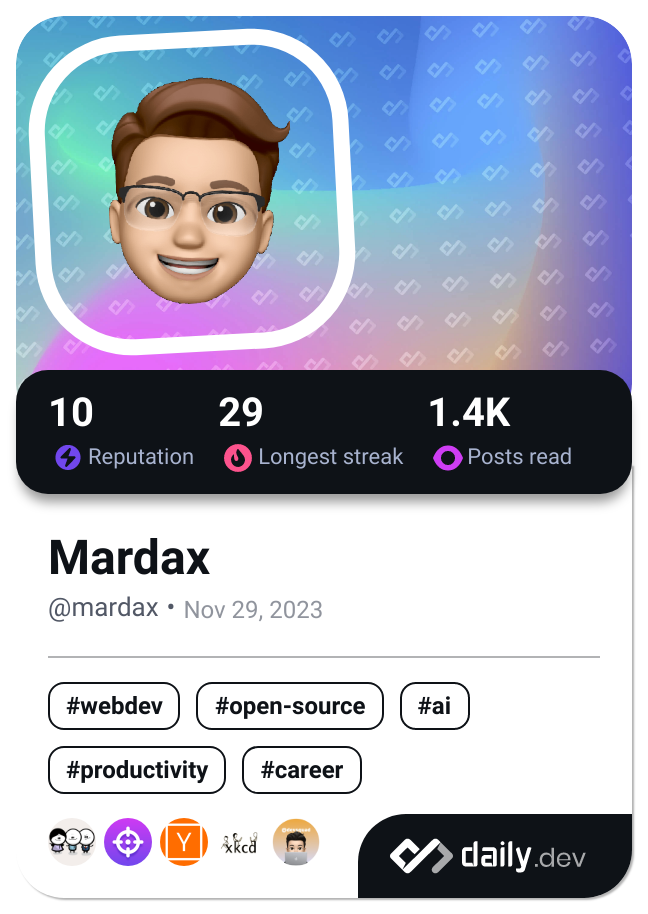 10 29 1.4K
Reputation Longest streak Posts read
Mardax
@mardax • Nov 29, 2023
#webdev #open-source #ai
#productivity #career
Y xkcd
daily.dev